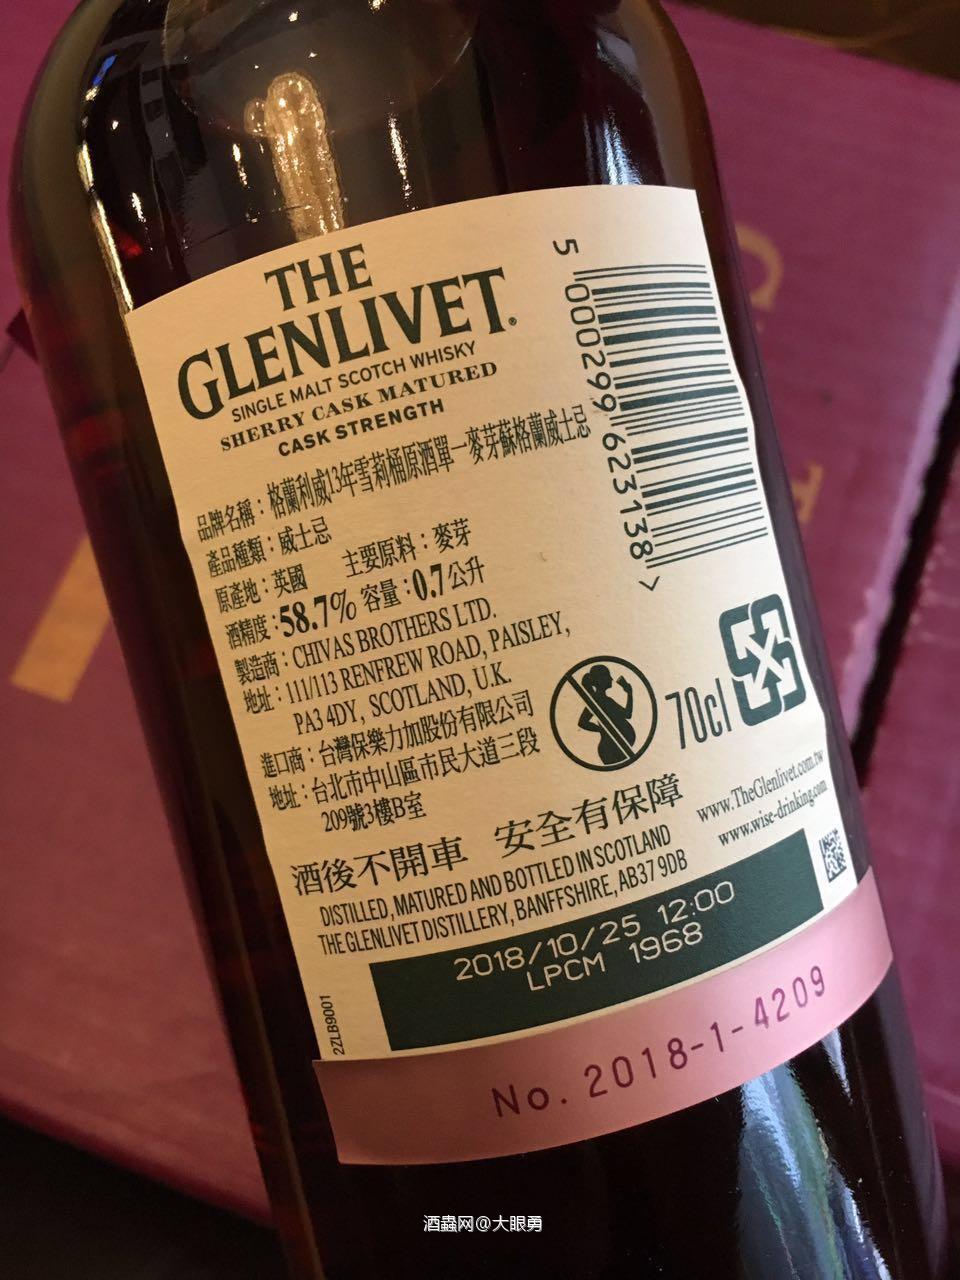 THE
GLENLIVET®
SINGLE MALT SCOTCH WHISKY
SHERRY CASK MATURED
CASK STRENGTH
品牌名稱：格蘭利威13年雪莉桶原酒單一麥芽蘇格蘭威士忌
產品種類：威士忌
原產地：英國 主要原料：麥芽
酒精度：58.7% 容量：0.7公升
製造商：CHIVAS BROTHERS LTD.
地址：111/113 RENFREW ROAD, PAISLEY,
PA3 4DY, SCOTLAND, U.K.
進口商：台灣保樂力加股份有限公司
地址：台北市中山區市民大道三段
209號3樓B室
5 000299 623138 >
70cl
www.TheGlenlivet.com.tw
www.wise-drinking.com
酒後不開車 安全有保障
DISTILLED, MATURED AND BOTTLED IN SCOTLAND
THE GLENLIVET DISTILLERY, BANFFSHIRE, AB37 9DB
2018/10/25 12:00
LPCM 1968
2ZLB9001
No. 2018-1-4209
酒蟲网@大眼勇